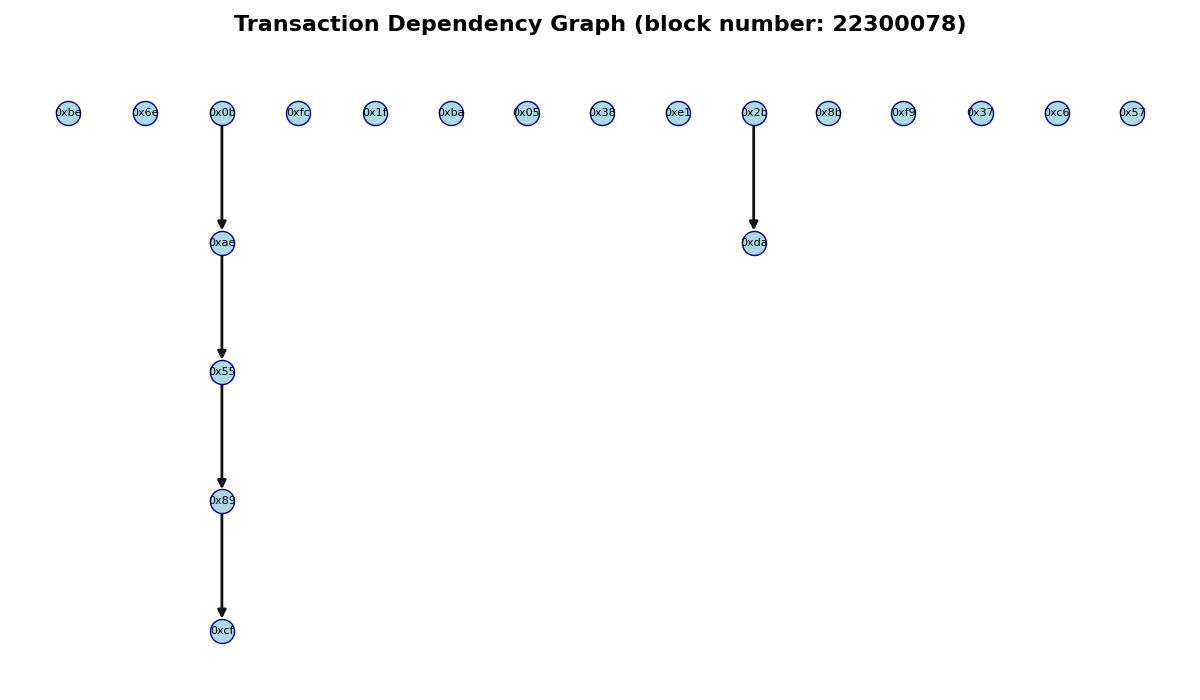 Transaction Dependency Graph (block number: 22300078)
0xbe 0x6e 0x0b 0xfc 0x1f 0xba 0x05 0x38 0xe1 0x2b 0x8b 0xf9 0x37 0xc6 0x57
0xae 0xda
0x55
0x89
0xcf